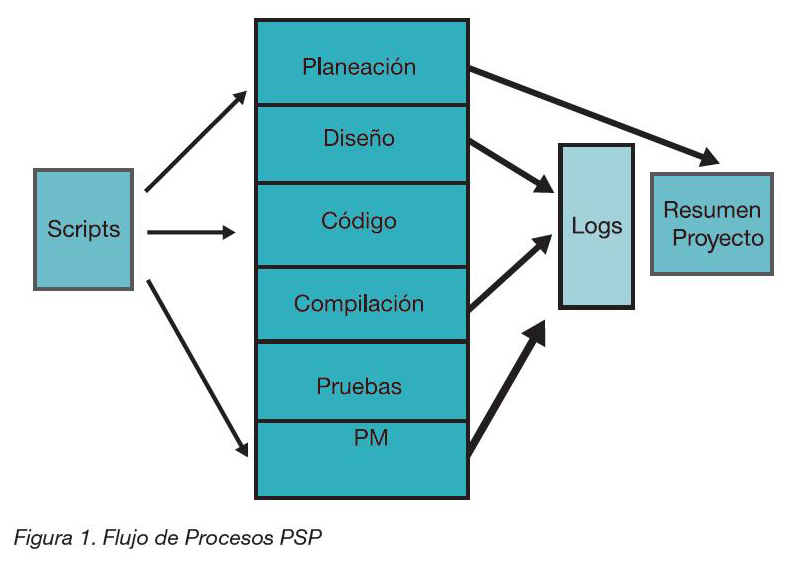 Planeación
Diseño
Scripts
Código
Logs
Resumen
Proyecto
Compilación
Pruebas
PM
Figura 1. Flujo de Procesos PSP